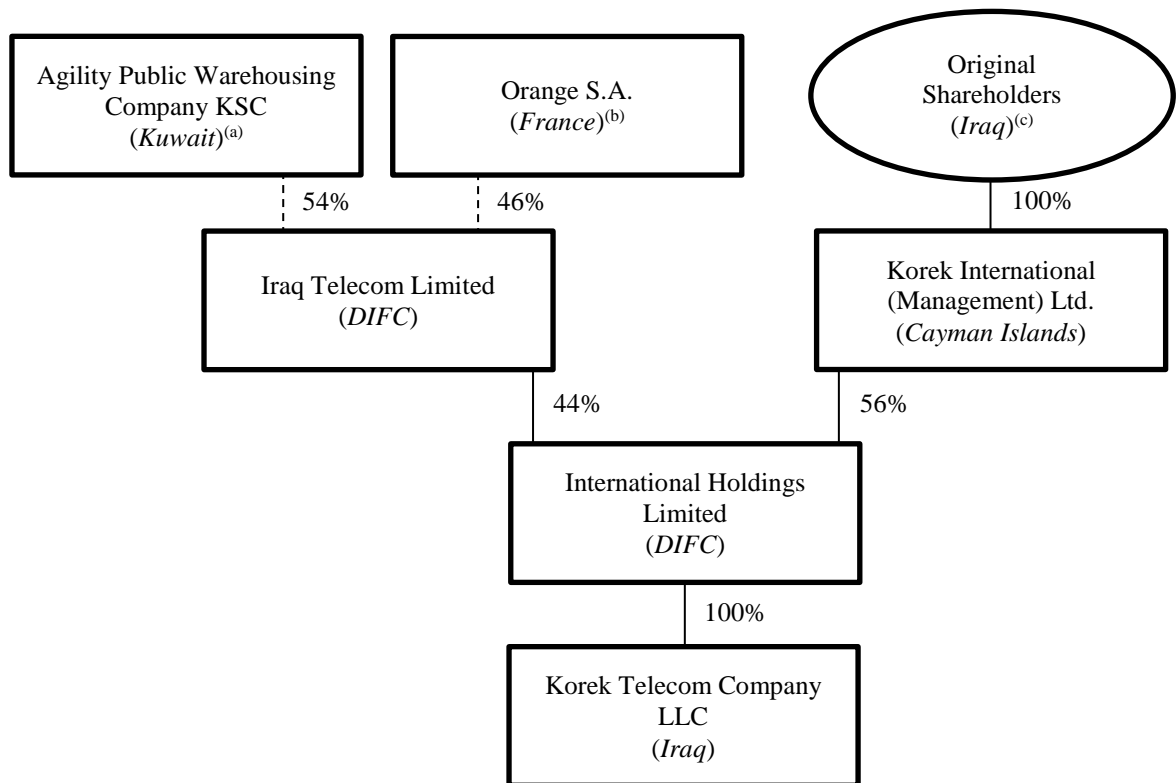 Agility Public Warehousing
Company KSC
(Kuwait)(a)
Orange S.A.
(France)(b)
Original
Shareholders
(Iraq)(c)
54%
46%
100%
Iraq Telecom Limited
(DIFC)
Korek International
(Management) Ltd.
(Cayman Islands)
44%
56%
International Holdings
Limited
(DIFC)
100%
Korek Telecom Company
LLC
(Iraq)